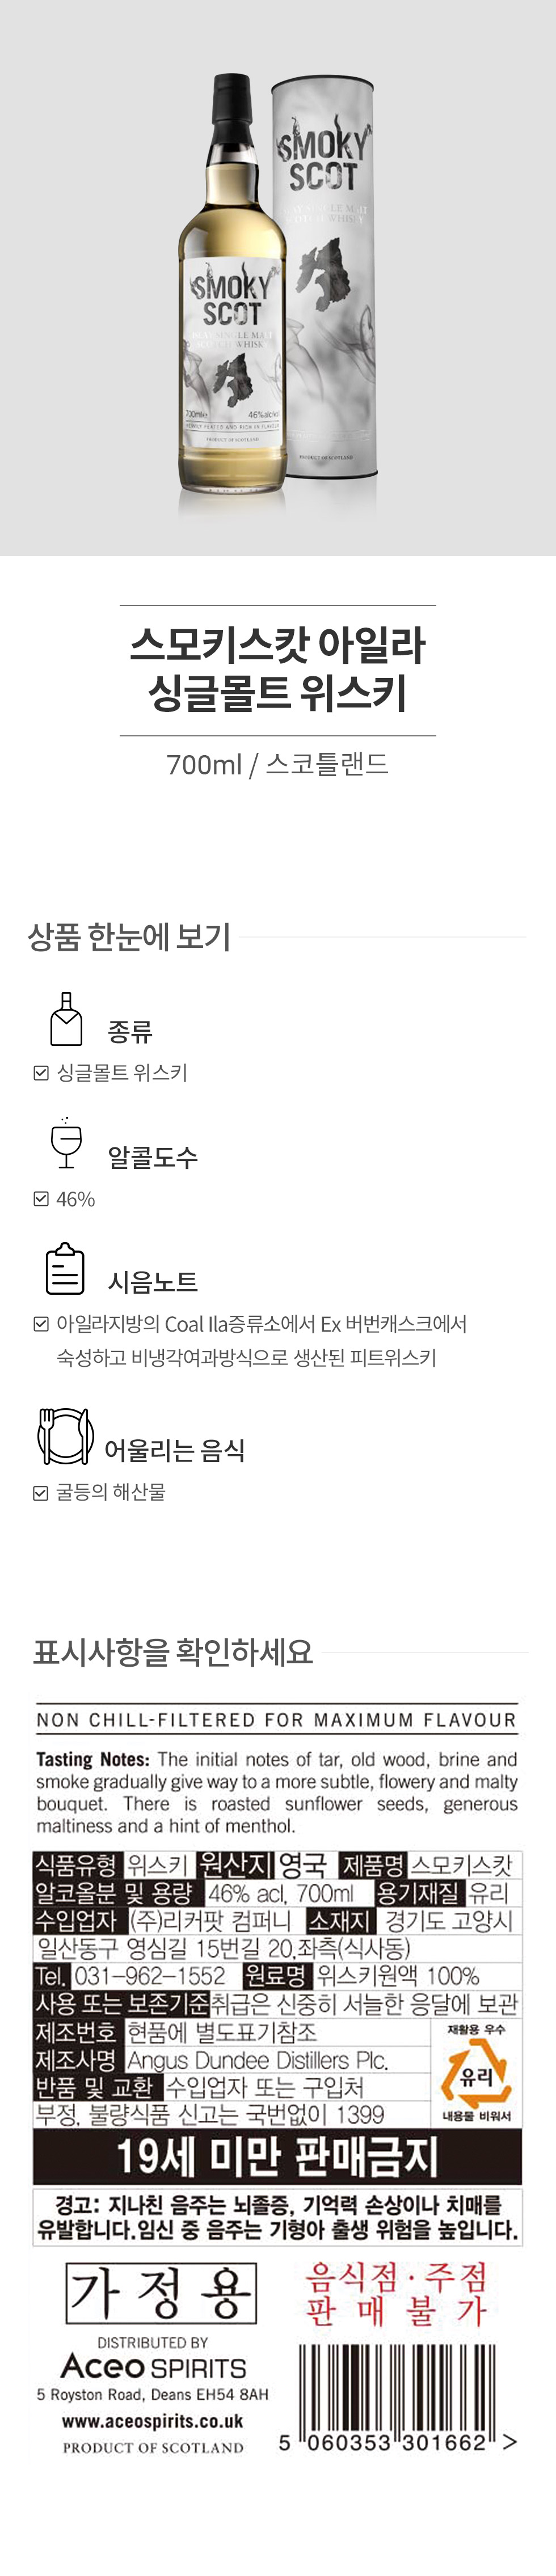 SMOKY
SCOT
SMOKY
SCOT
700ml e 46%alc/vol
PRODUCT OF SCOTLAND
PRODUCT OF SCOTLAND
스모키스캇 아일라
싱글몰트 위스키
700ml / 스코틀랜드
상품 한눈에 보기
종류
싱글몰트 위스키
알콜도수
46%
시음노트
아일라지방의 Coal Ila증류소에서 Ex 버번캐스크에서
숙성하고 비냉각여과방식으로 생산된 피트위스키
어울리는 음식
굴등의 해산물
표시사항을 확인하세요
NON CHILL-FILTERED FOR MAXIMUM FLAVOUR
Tasting Notes: The initial notes of tar, old wood, brine and
smoke gradually give way to a more subtle, flowery and malty
bouquet. There is roasted sunflower seeds, generous
maltiness and a hint of menthol.
식품유형 위스키 원산지 영국 제품명 스모키스캇
알코올분 및 용량 46% acl, 700ml 용기재질 유리
수입업자 (주)리커팟 컴퍼니 소재지 경기도 고양시
일산동구 영심길 15번길 20,좌측(식사동)
Tel. 031-962-1552 원료명 위스키원액 100%
사용 또는 보존기준 취급은 신중히 서늘한 응달에 보관
제조번호 현품에 별도표기참조
제조사명 Angus Dundee Distillers Plc.
반품 및 교환 수입업자 또는 구입처
부정, 불량식품 신고는 국번없이 1399
재활용 우수
유리
내용물 비워서
19세 미만 판매금지
경고: 지나친 음주는 뇌졸증, 기억력 손상이나 치매를
유발합니다.임신 중 음주는 기형아 출생 위험을 높입니다.
가정용
음식점·주점
판매불가
DISTRIBUTED BY
Aceo SPIRITS
5 Royston Road, Deans EH54 8AH
www.aceospirits.co.uk
PRODUCT OF SCOTLAND
5 060353 301662 >